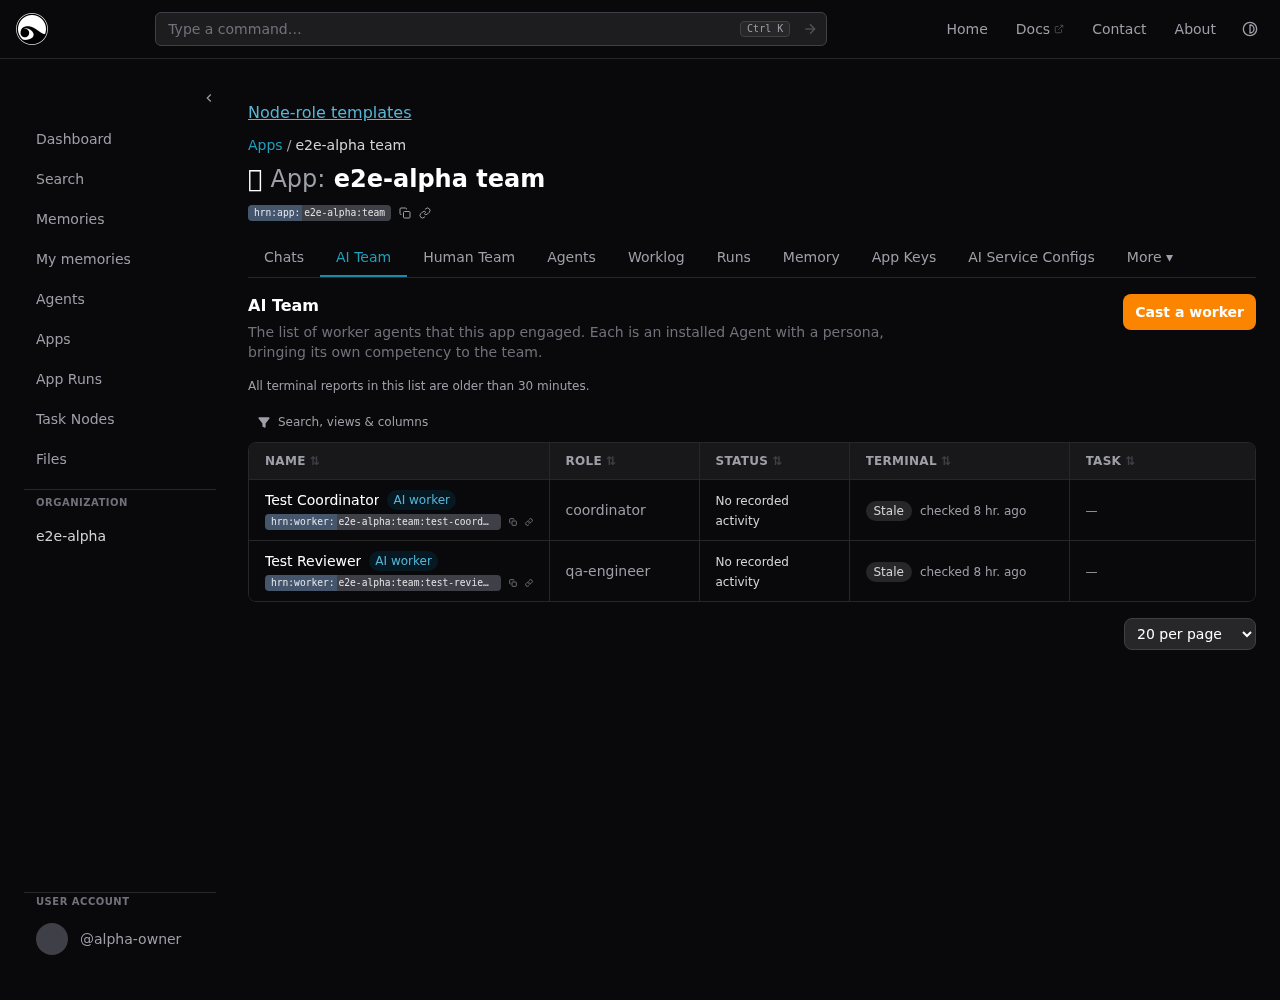 Type a command...
Ctrl K
Home
Docs
Contact
About
Dashboard
Search
Memories
My memories
Agents
Apps
App Runs
Task Nodes
Files
ORGANIZATION
e2e-alpha
USER ACCOUNT
@alpha-owner
Node-role templates
Apps / e2e-alpha team
App: e2e-alpha team
hrn:app: e2e-alpha:team
Chats
AI Team
Human Team
Agents
Worklog
Runs
Memory
App Keys
AI Service Configs
More ▾
AI Team
Cast a worker
The list of worker agents that this app engaged. Each is an installed Agent with a persona,
bringing its own competency to the team.
All terminal reports in this list are older than 30 minutes.
Search, views & columns
NAME ⇅ ROLE ⇅ STATUS ⇅ TERMINAL ⇅ TASK ⇅
Test Coordinator AI worker
hrn:worker: e2e-alpha:team:test-coord…
coordinator
No recorded
activity
Stale checked 8 hr. ago
—
Test Reviewer AI worker
hrn:worker: e2e-alpha:team:test-revie…
qa-engineer
No recorded
activity
Stale checked 8 hr. ago
—
20 per page